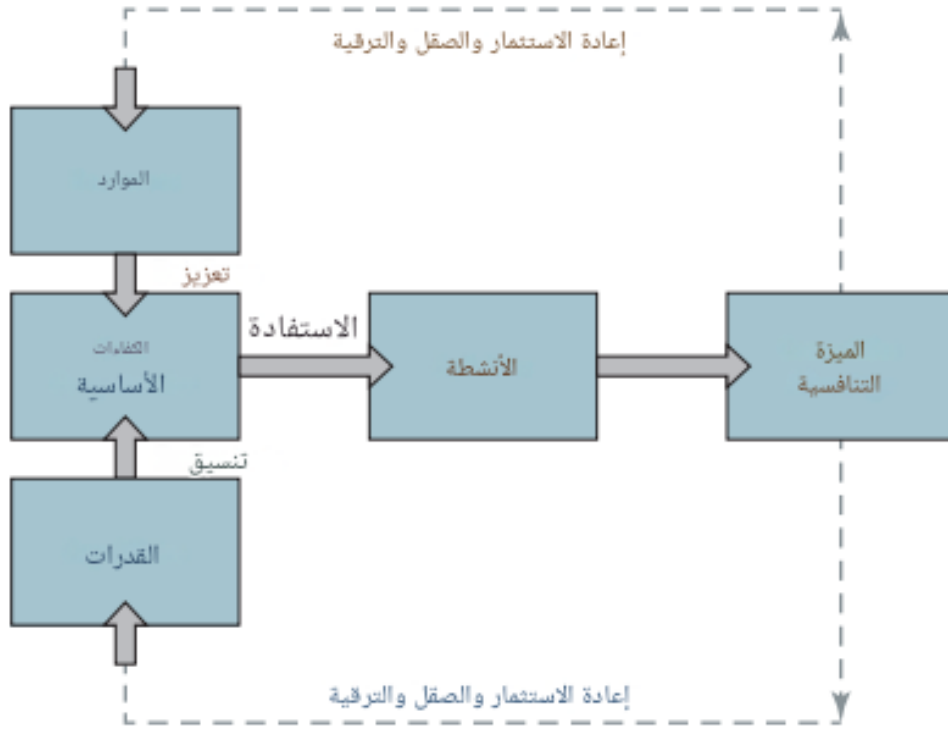 إعادة الاستثمار والصقل والترقية
الموارد
تعزيز
الكفاءات
الأساسية
الاستفادة
الأنشطة
الميزة
التنافسية
تنسيق
القدرات
إعادة الاستثمار والصقل والترقية